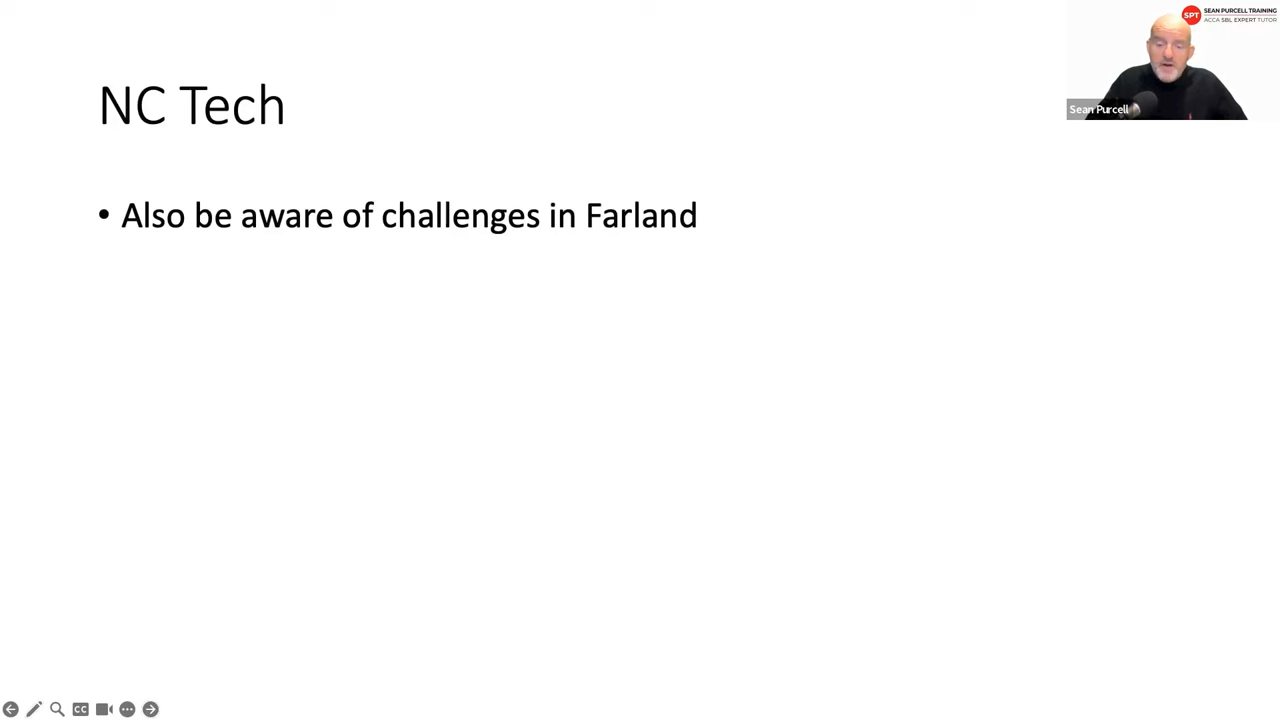 SPT
SEAN PURCELL TRAINING
ACCA SBL EXPERT TUTOR
NC Tech
Sean Purcell
• Also be aware of challenges in Farland
CC